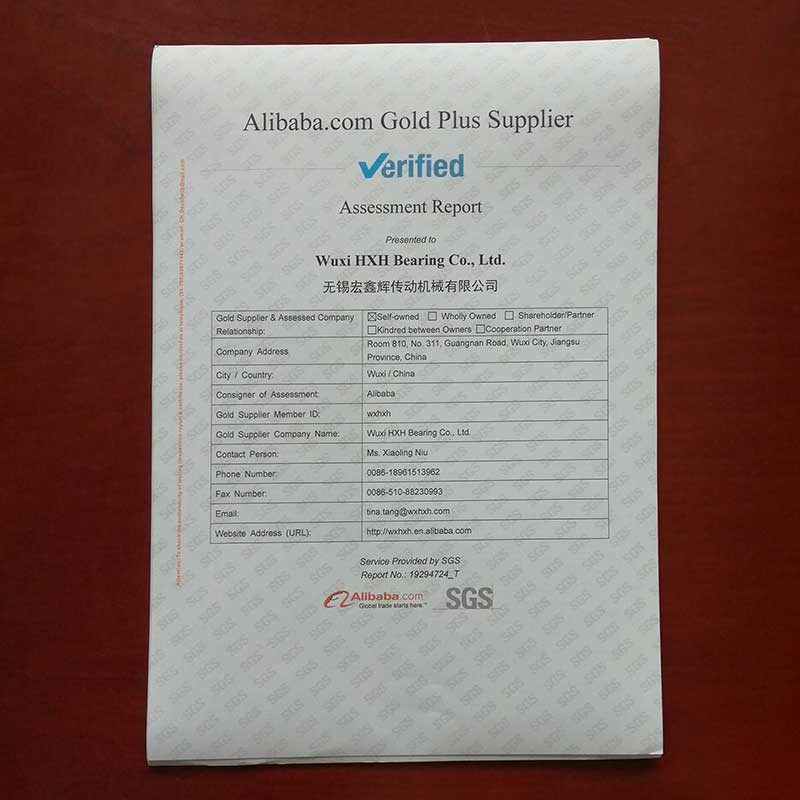 Alibaba.com Gold Plus Supplier
Verified
Assessment Report
Presented to
Wuxi HXH Bearing Co., Ltd.
无锡宏鑫辉传动机械有限公司
Gold Supplier & Assessed Company Relationship: ☒Self-owned ☐ Wholly Owned ☐ Shareholder/Partner
☐Kindred between Owners ☐Cooperation Partner
Company Address Room 810, No. 311, Guangnan Road, Wuxi City, Jiangsu
Province, China
City / Country: Wuxi / China
Consigner of Assessment: Alibaba
Gold Supplier Member ID: wxhxh
Gold Supplier Company Name: Wuxi HXH Bearing Co., Ltd.
Contact Person: Ms. Xiaoling Niu
Phone Number: 0086-18961513962
Fax Number: 0086-510-88230993
Email: tina.tang@wxhxh.com
Website Address (URL): http://wxhxh.en.alibaba.com
Service Provided by SGS
Report No.: 19294724_T
Alibaba.com
Global trade starts here.™
SGS